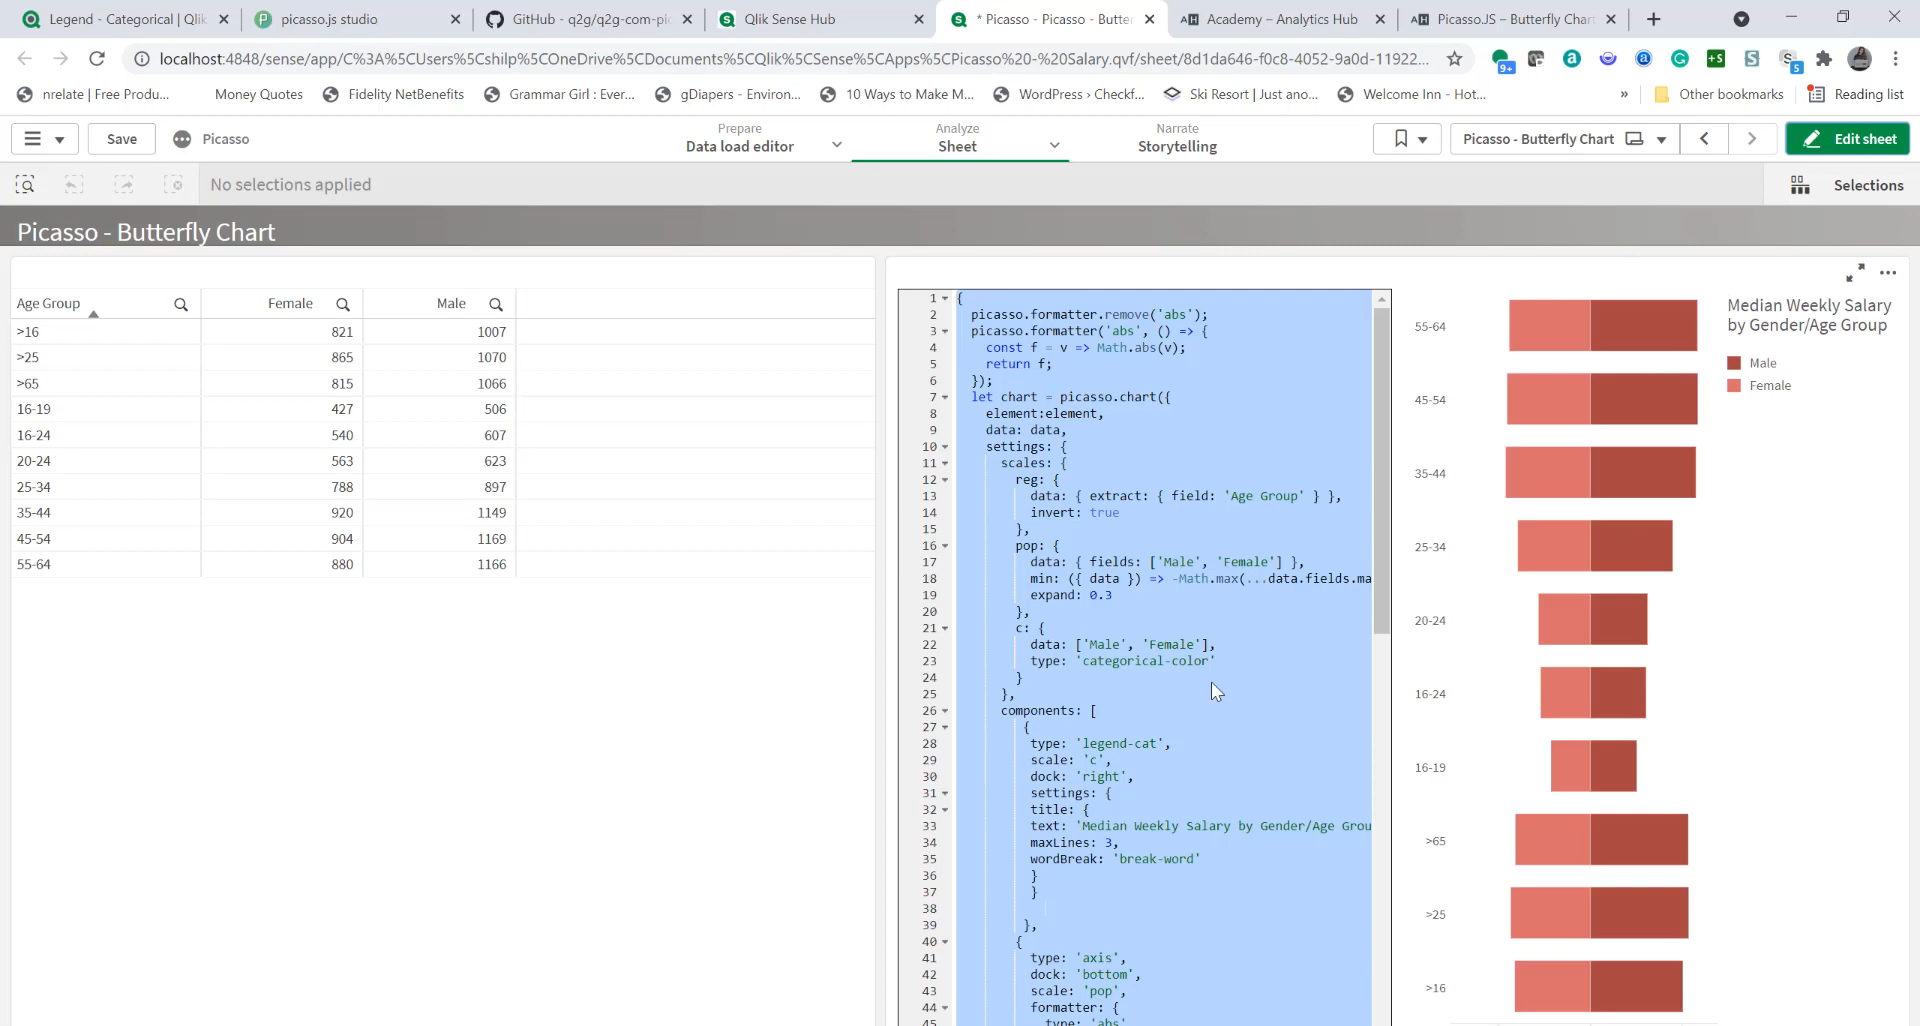 Legend - Categorical | Qlik
picasso.js studio
GitHub - q2g/q2g-com-pic
Qlik Sense Hub
* Picasso - Picasso - Butter
Academy – Analytics Hub
PicassoJS – Butterfly Chart
localhost:4848/sense/app/C%3A%5CUsers%5Cshilp%5COneDrive%5CDocuments%5CQlik%5CSense%5CApps%5CPicasso%20-%20Salary.qvf/sheet/8d1da646-f0c8-4052-9a0d-11922...
9+
5
nrelate | Free Produ...
Money Quotes
Fidelity NetBenefits
Grammar Girl : Ever...
gDiapers - Environ...
10 Ways to Make M...
WordPress › Checkf...
Ski Resort | Just ano...
Welcome Inn - Hot...
»
Other bookmarks
Reading list
Save
Picasso
Prepare
Data load editor
Analyze
Sheet
Narrate
Storytelling
Picasso - Butterfly Chart
Edit sheet
No selections applied
Selections
Picasso - Butterfly Chart
Age Group Female Male
>16 821 1007
>25 865 1070
>65 815 1066
16-19 427 506
16-24 540 607
20-24 563 623
25-34 788 897
35-44 920 1149
45-54 904 1169
55-64 880 1166
1 {
2 picasso.formatter.remove('abs');
3 picasso.formatter('abs', () => {
4 const f = v => Math.abs(v);
5 return f;
6 });
7 let chart = picasso.chart({
8 element:element,
9 data: data,
10 settings: {
11 scales: {
12 reg: {
13 data: { extract: { field: 'Age Group' } },
14 invert: true
15 },
16 pop: {
17 data: { fields: ['Male', 'Female'] },
18 min: ({ data }) => -Math.max(...data.fields.ma
19 expand: 0.3
20 },
21 c: {
22 data: ['Male', 'Female'],
23 type: 'categorical-color'
24 }
25 },
26 components: [
27 {
28 type: 'legend-cat',
29 scale: 'c',
30 dock: 'right',
31 settings: {
32 title: {
33 text: 'Median Weekly Salary by Gender/Age Grou
34 maxLines: 3,
35 wordBreak: 'break-word'
36 }
37 }
38
39 },
40 {
41 type: 'axis',
42 dock: 'bottom',
43 scale: 'pop',
44 formatter: {
45 type: 'abs'
55-64
45-54
35-44
25-34
20-24
16-24
16-19
>65
>25
>16
Median Weekly Salary
by Gender/Age Group
Male
Female